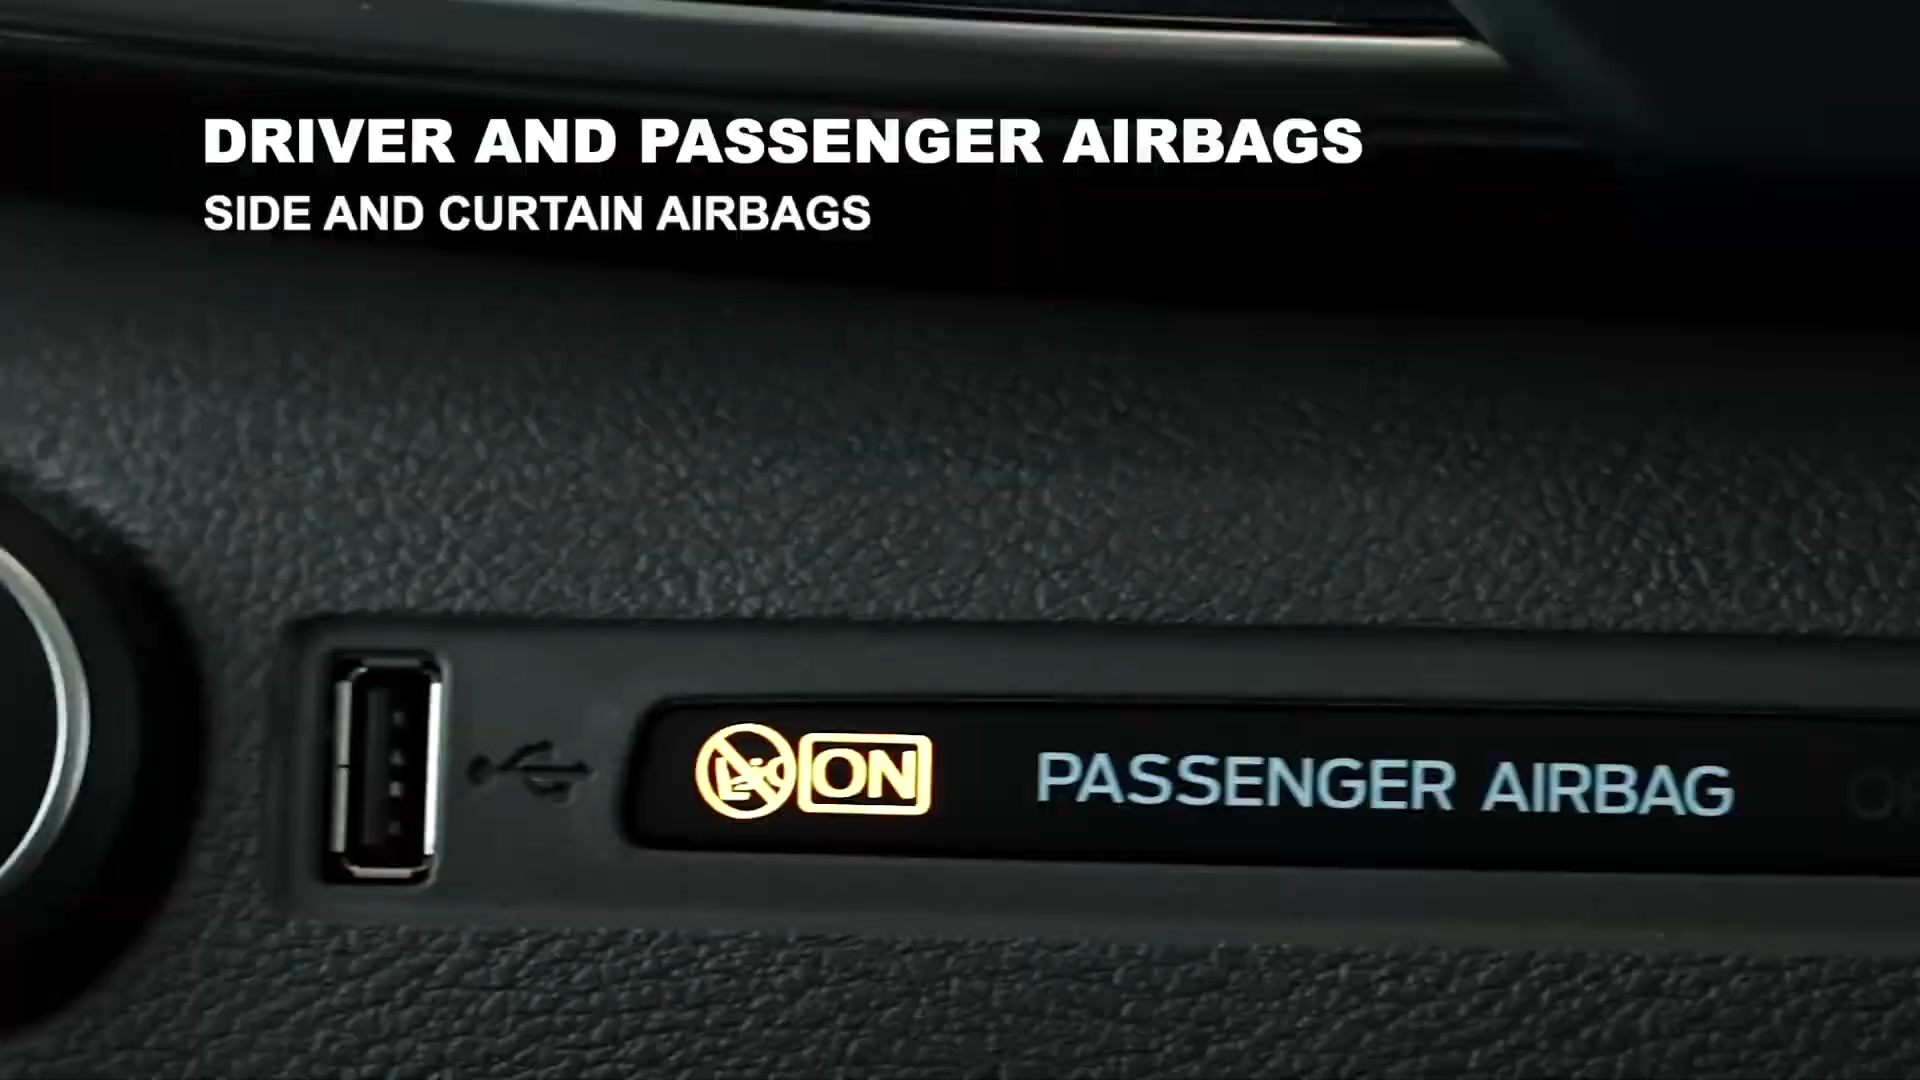 DRIVER AND PASSENGER AIRBAGS
SIDE AND CURTAIN AIRBAGS
ON PASSENGER AIRBAG